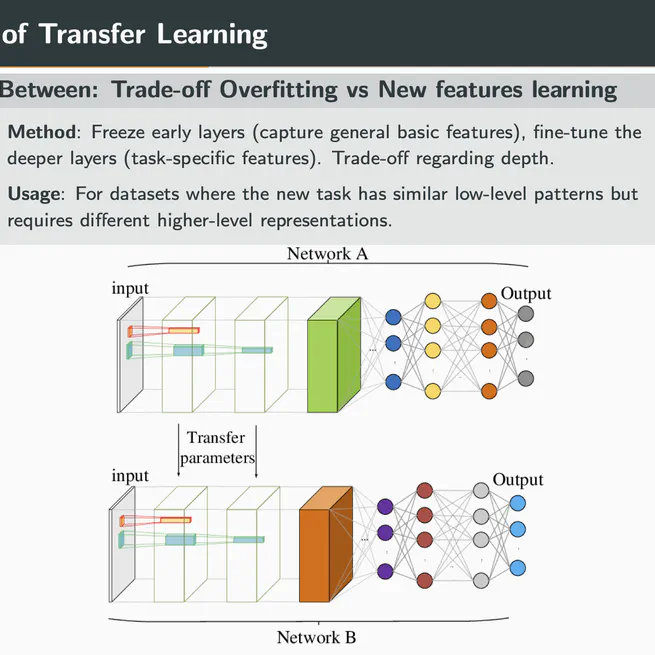 of Transfer Learning
Between: Trade-off Overfitting vs New features learning
Method: Freeze early layers (capture general basic features), fine-tune the
deeper layers (task-specific features). Trade-off regarding depth.
Usage: For datasets where the new task has similar low-level patterns but
requires different higher-level representations.
Network A
input
Output
...
Transfer
parameters
input
Output
...
Network B